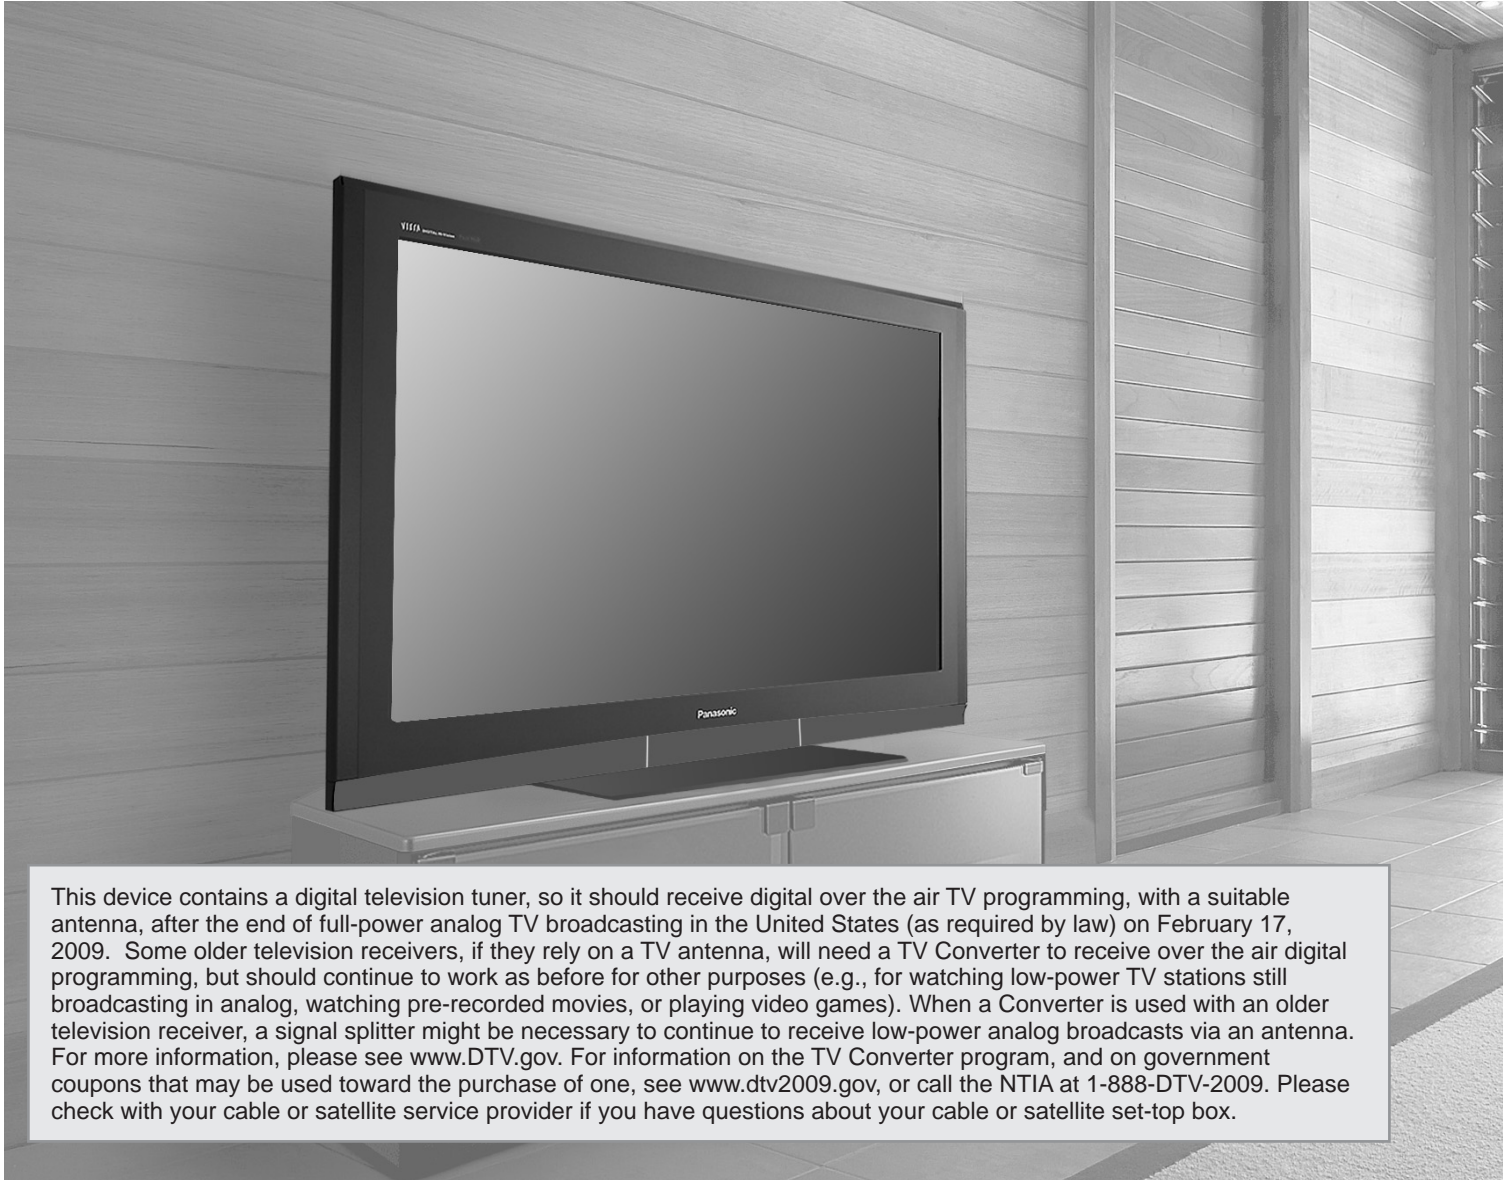 VIErA
Panasonic
This device contains a digital television tuner, so it should receive digital over the air TV programming, with a suitable
antenna, after the end of full-power analog TV broadcasting in the United States (as required by law) on February 17,
2009.  Some older television receivers, if they rely on a TV antenna, will need a TV Converter to receive over the air digital
programming, but should continue to work as before for other purposes (e.g., for watching low-power TV stations still
broadcasting in analog, watching pre-recorded movies, or playing video games). When a Converter is used with an older
television receiver, a signal splitter might be necessary to continue to receive low-power analog broadcasts via an antenna.
For more information, please see www.DTV.gov. For information on the TV Converter program, and on government
coupons that may be used toward the purchase of one, see www.dtv2009.gov, or call the NTIA at 1-888-DTV-2009. Please
check with your cable or satellite service provider if you have questions about your cable or satellite set-top box.